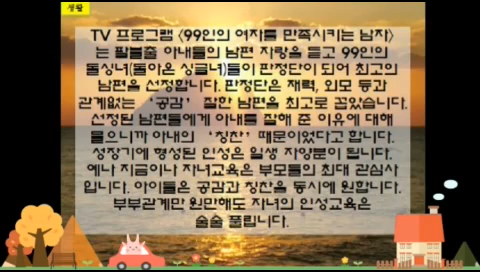 생활
TV 프로그램 <99인의 여자를 만족시키는 남자>
는 팔불출 아내들의 남편 자랑을 듣고 99인의
돌싱녀(돌아온 싱글녀)들이 판정단이 되어 최고의
남편을 선정합니다. 판정단은 재력, 외모 등과
관계없는 ‘공감’ 잘한 남편을 최고로 꼽았습니다.
선정된 남편들에게 아내를 잘해 준 이유에 대해
들으니까 아내의 ‘칭찬’ 때문이었다고 합니다.
성장기에 형성된 인성은 일생 자양분이 됩니다.
예나 지금이나 자녀교육은 부모들의 최대 관심사
입니다. 아이들은 공감과 칭찬을 동시에 원합니다.
부부관계만 원만해도 자녀의 인성교육은
술술 풀립니다.